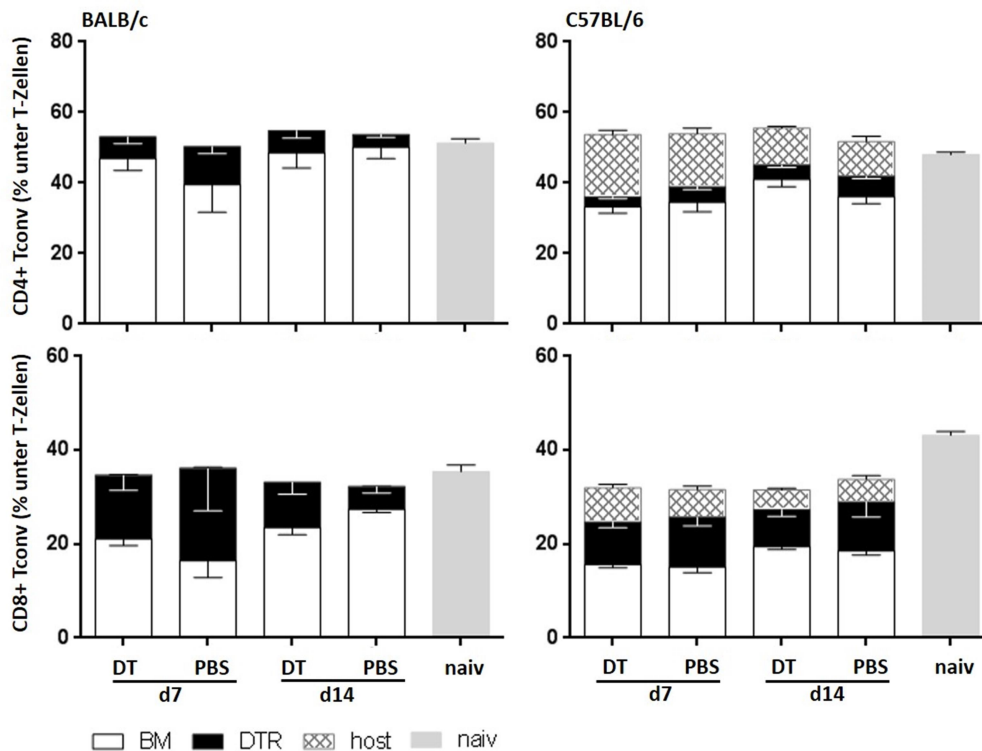 BALB/c
C57BL/6
CD4+ Tconv (% unter T-Zellen)
80
60
40
20
0
80
60
40
20
0
CD8+ Tconv (% unter T-Zellen)
60
40
20
0
60
40
20
0
DT PBS DT PBS naiv
d7 d14
DT PBS DT PBS naiv
d7 d14
BM DTR host naiv